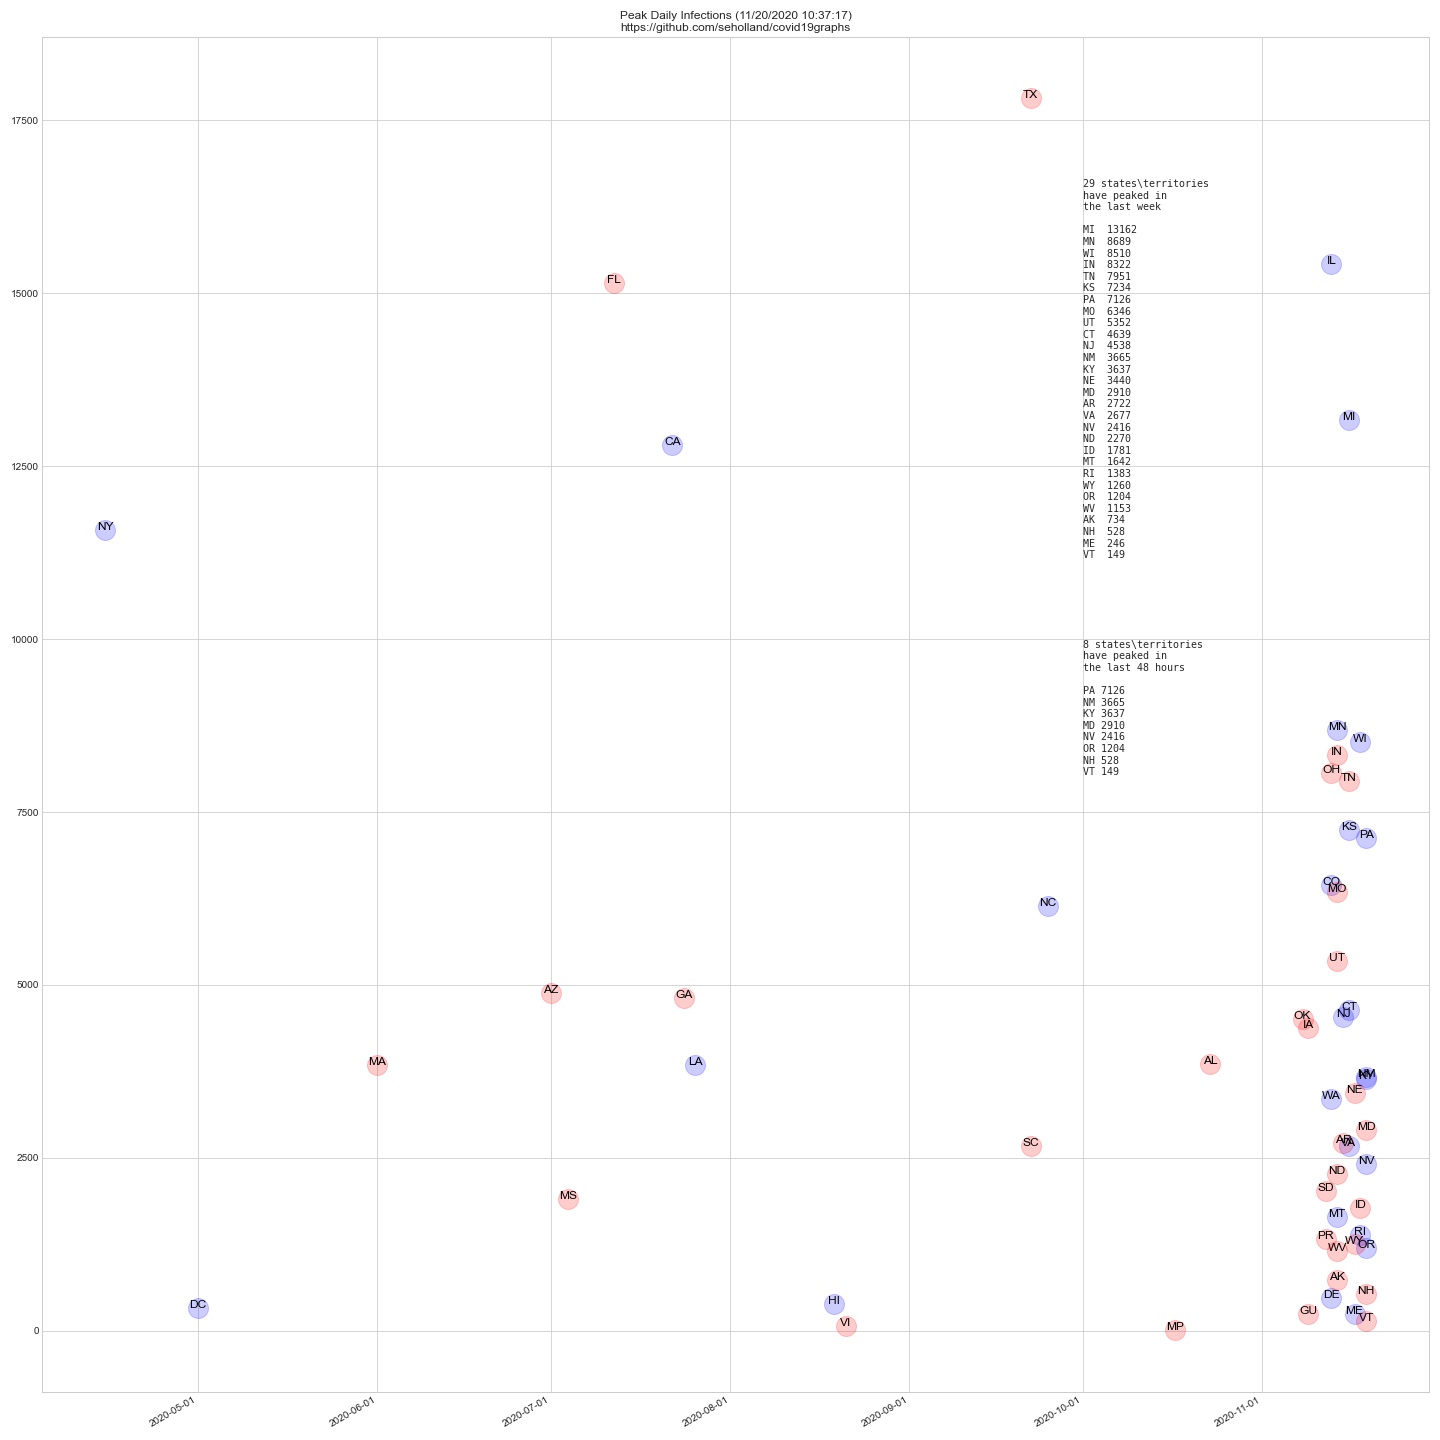 Peak Daily Infections (11/20/2020 10:37:17)
https://github.com/seholland/covid19graphs
TX
17500
29 states\territories
have peaked in
the last week
MI 13162
MN 8689
WI 8510
IN 8322
TN 7951
KS 7234
PA 7126
MO 6346
UT 5352
CT 4639
NJ 4538
NM 3665
KY 3637
NE 3440
MD 2910
AR 2722
VA 2677
NV 2416
ND 2270
ID 1781
MT 1642
RI 1383
WY 1260
OR 1204
WV 1153
AK 734
NH 528
ME 246
VT 149
IL
FL
15000
MI
CA
12500
NY
10000
8 states\territories
have peaked in
the last 48 hours
PA 7126
NM 3665
KY 3637
MD 2910
NV 2416
OR 1204
NH 528
VT 149
MN
WI
IN
OH
TN
7500
KS
PA
CO
MO
NC
UT
5000
AZ
GA
CT
NJ
OK
IA
MA
LA
AL
NM
KY
NE
WA
MD
SC
AR
VA
2500
NV
ND
SD
ID
MS
MT
RI
PR
WY
OR
WV
AK
NH
DE
DC
HI
GU
ME
VI
VT
MP
0
2020-05-01
2020-06-01
2020-07-01
2020-08-01
2020-09-01
2020-10-01
2020-11-01